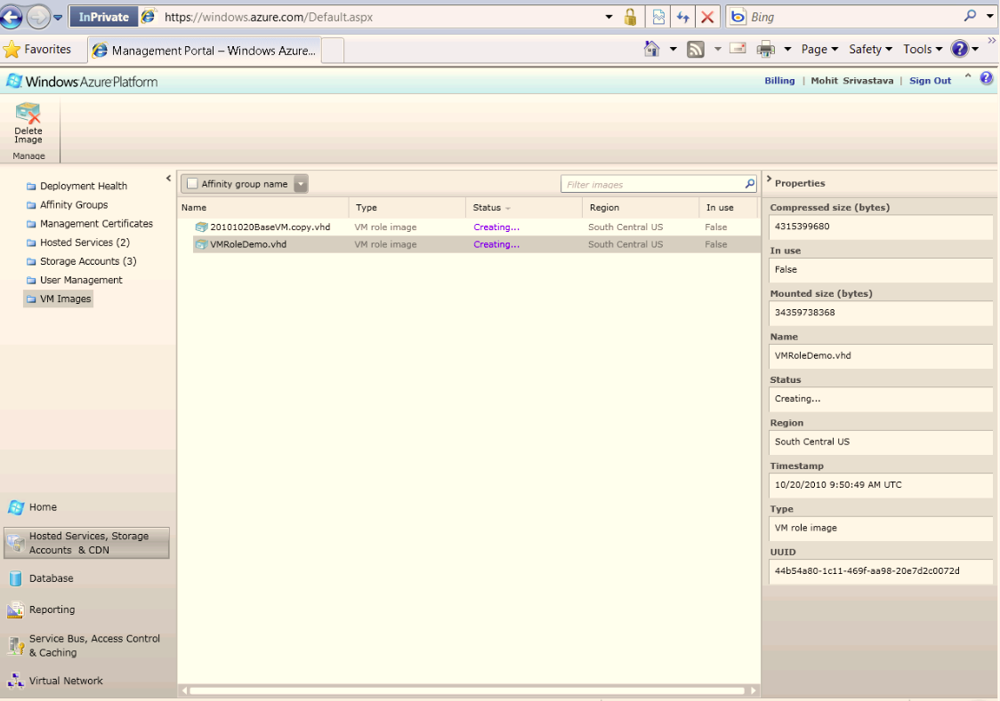 InPrivate https://windows.azure.com/Default.aspx Bing
Favorites Management Portal – Windows Azure... Page Safety Tools
Windows Azure Platform Billing | Mohit Srivastava | Sign Out
Delete
Image
Manage
Deployment Health
Affinity Groups
Management Certificates
Hosted Services (2)
Storage Accounts (3)
User Management
VM Images
Home
Hosted Services, Storage
Accounts & CDN
Database
Reporting
Service Bus, Access Control
& Caching
Virtual Network
Affinity group name Filter images
Name Type Status Region In use
20101020BaseVM.copy.vhd VM role image Creating... South Central US False
VMRoleDemo.vhd VM role image Creating... South Central US False
Properties
Compressed size (bytes)
4315399680
In use
False
Mounted size (bytes)
34359738368
Name
VMRoleDemo.vhd
Status
Creating...
Region
South Central US
Timestamp
10/20/2010 9:50:49 AM UTC
Type
VM role image
UUID
44b54a80-1c11-469f-aa98-20e7d2c0072d